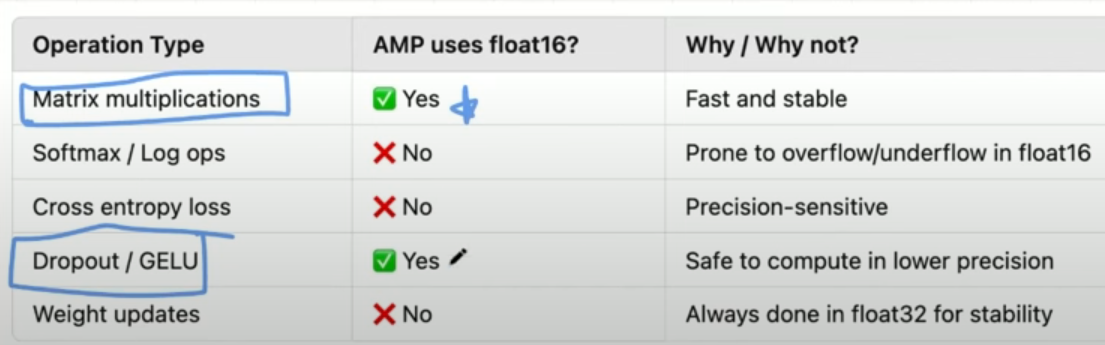 Operation Type AMP uses float16? Why / Why not?
Matrix multiplications ✅ Yes Fast and stable
Softmax / Log ops ❌ No Prone to overflow/underflow in float16
Cross entropy loss ❌ No Precision-sensitive
Dropout / GELU ✅ Yes Safe to compute in lower precision
Weight updates ❌ No Always done in float32 for stability